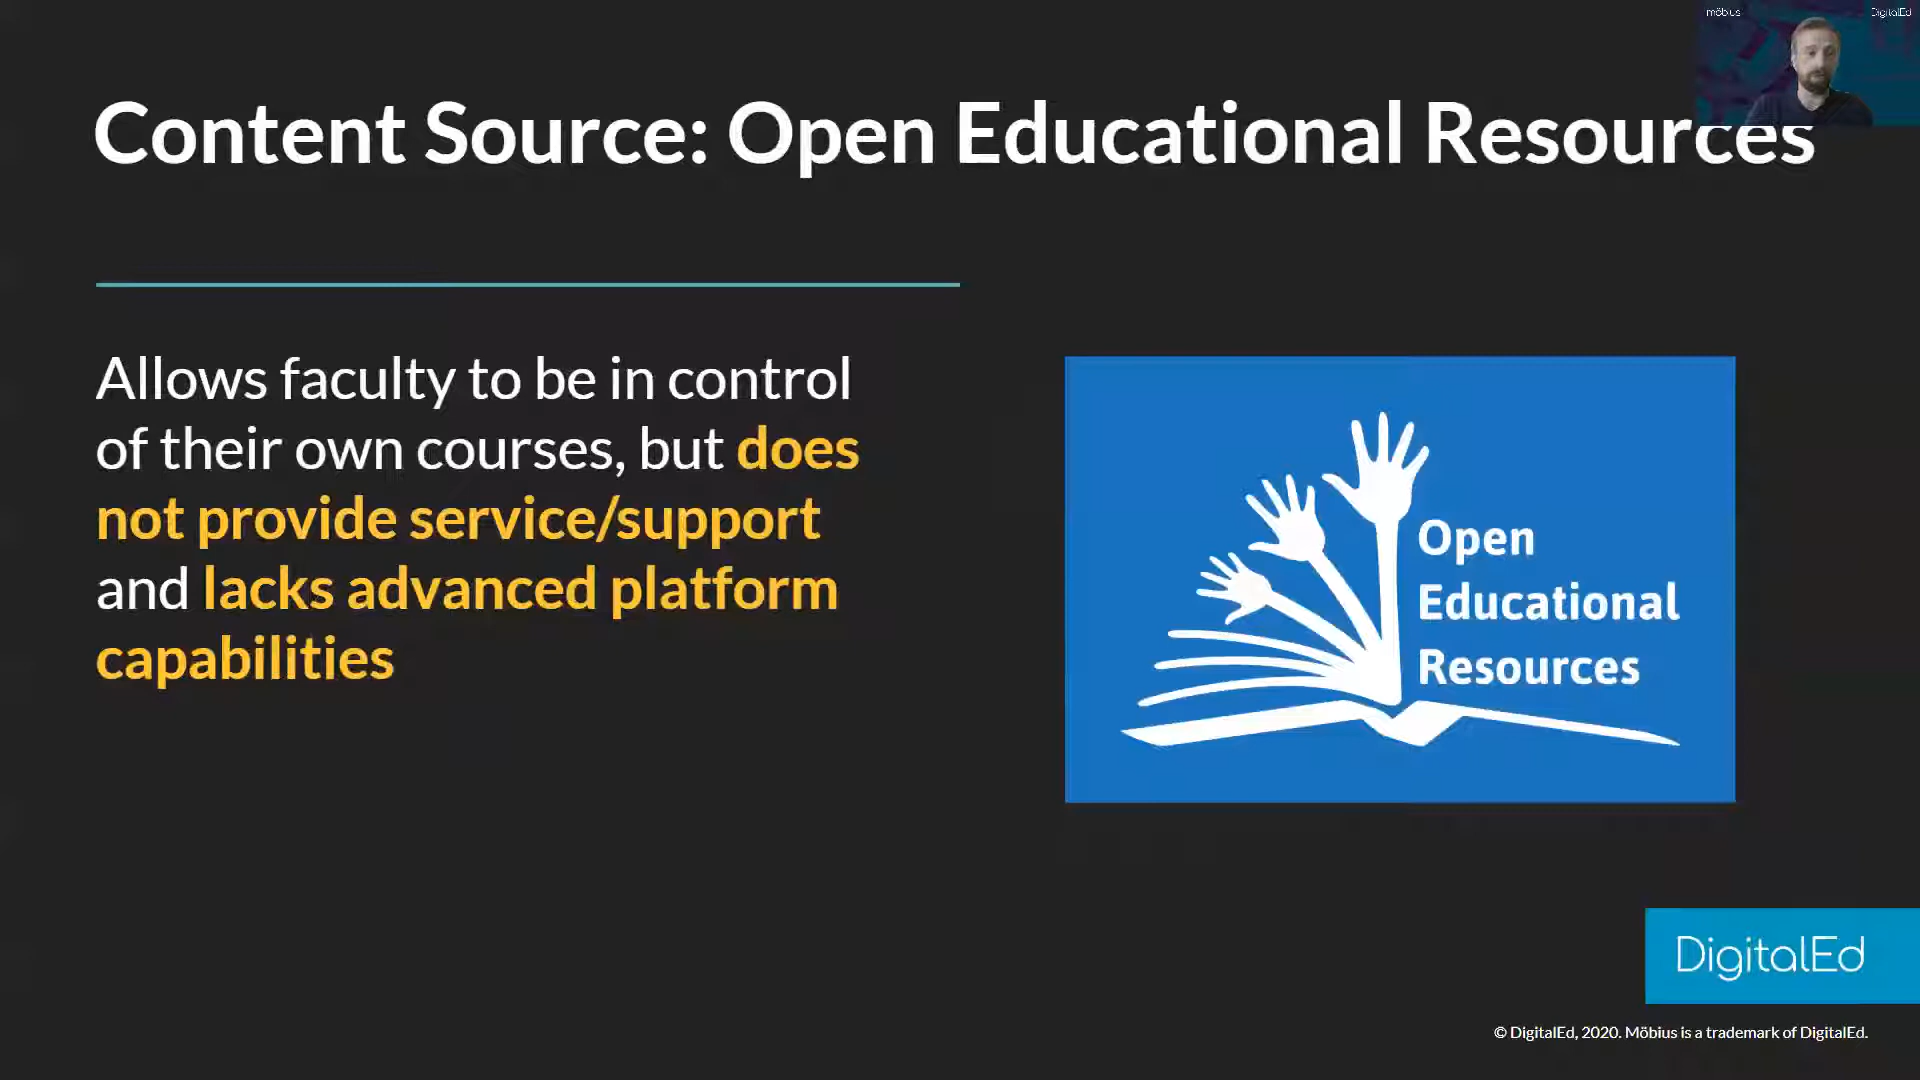 möbius
DigitalEd
Content Source: Open Educational Resources
Allows faculty to be in control
of their own courses, but does
not provide service/support
and lacks advanced platform
capabilities
Open
Educational
Resources
DigitalEd
© DigitalEd, 2020. Möbius is a trademark of DigitalEd.